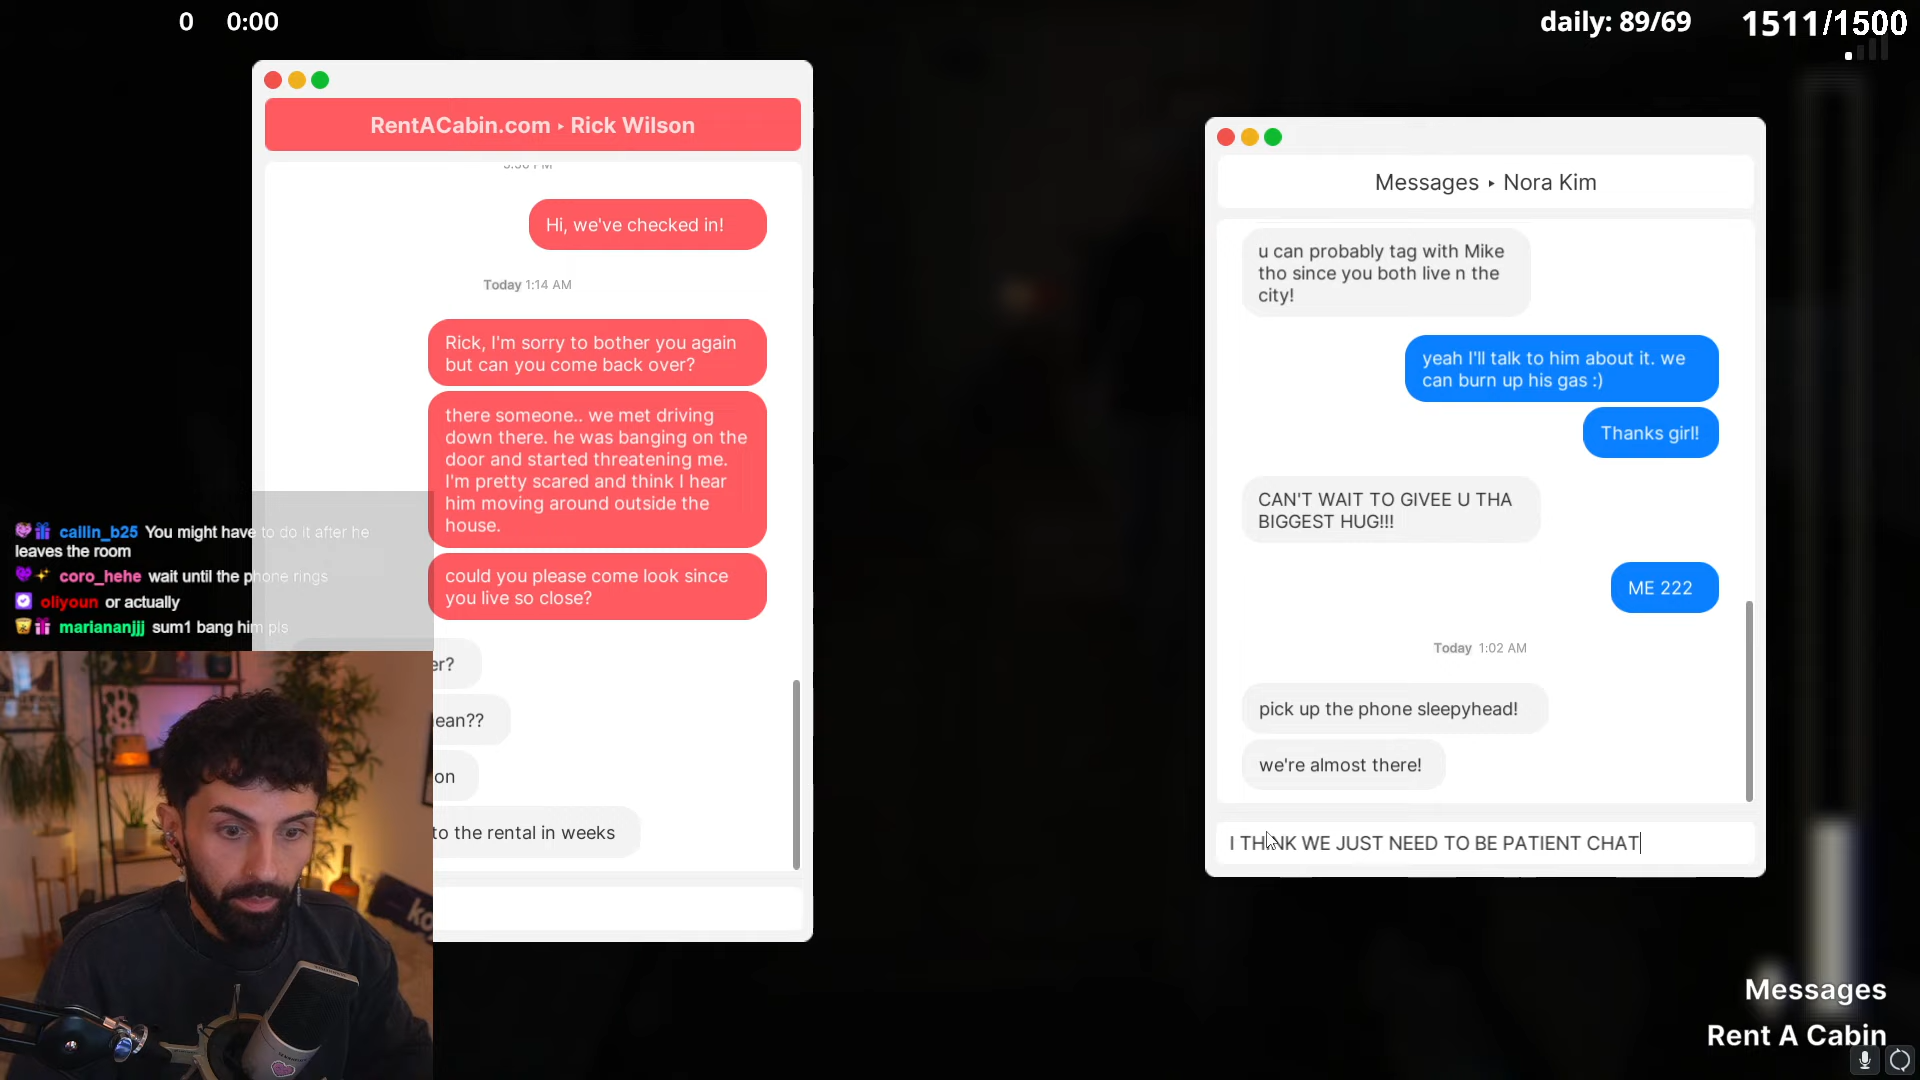 0 0:00
daily: 89/69 1511/1500
RentACabin.com ▸ Rick Wilson
Hi, we've checked in!
Today 1:14 AM
Rick, I'm sorry to bother you again
but can you come back over?
there someone.. we met driving
down there. he was banging on the
door and started threatening me.
I'm pretty scared and think I hear
him moving around outside the
house.
could you please come look since
you live so close?
er?
ean??
on
to the rental in weeks
Messages ▸ Nora Kim
u can probably tag with Mike
tho since you both live n the
city!
yeah I'll talk to him about it. we
can burn up his gas :)
Thanks girl!
CAN'T WAIT TO GIVEE U THA
BIGGEST HUG!!!
ME 222
Today 1:02 AM
pick up the phone sleepyhead!
we're almost there!
I THINK WE JUST NEED TO BE PATIENT CHAT
cailin_b25 You might have to do it after he
leaves the room
coro_hehe wait until the phone rings
oliyoun or actually
mariananjjj sum1 bang him pls
Messages
Rent A Cabin